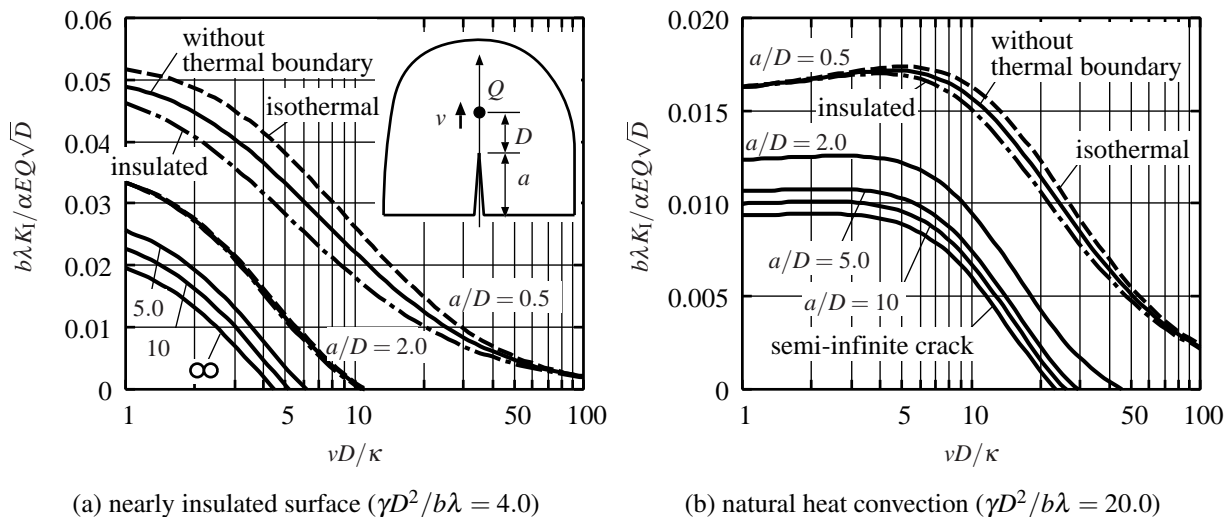 0.06
0.05
0.04
0.03
0.02
0.01
0
bλK_I/αEQ√D
without
thermal boundary
isothermal
insulated
Q
v
D
a
a/D = 0.5
a/D = 2.0
5.0
10
∞
1
5
10
50
100
vD/κ
(a) nearly insulated surface (γD²/bλ = 4.0)
0.020
0.015
0.010
0.005
0
bλK_I/αEQ√D
a/D = 0.5
without
thermal boundary
insulated
isothermal
a/D = 2.0
a/D = 5.0
a/D = 10
semi-infinite crack
1
5
10
50
100
vD/κ
(b) natural heat convection (γD²/bλ = 20.0)